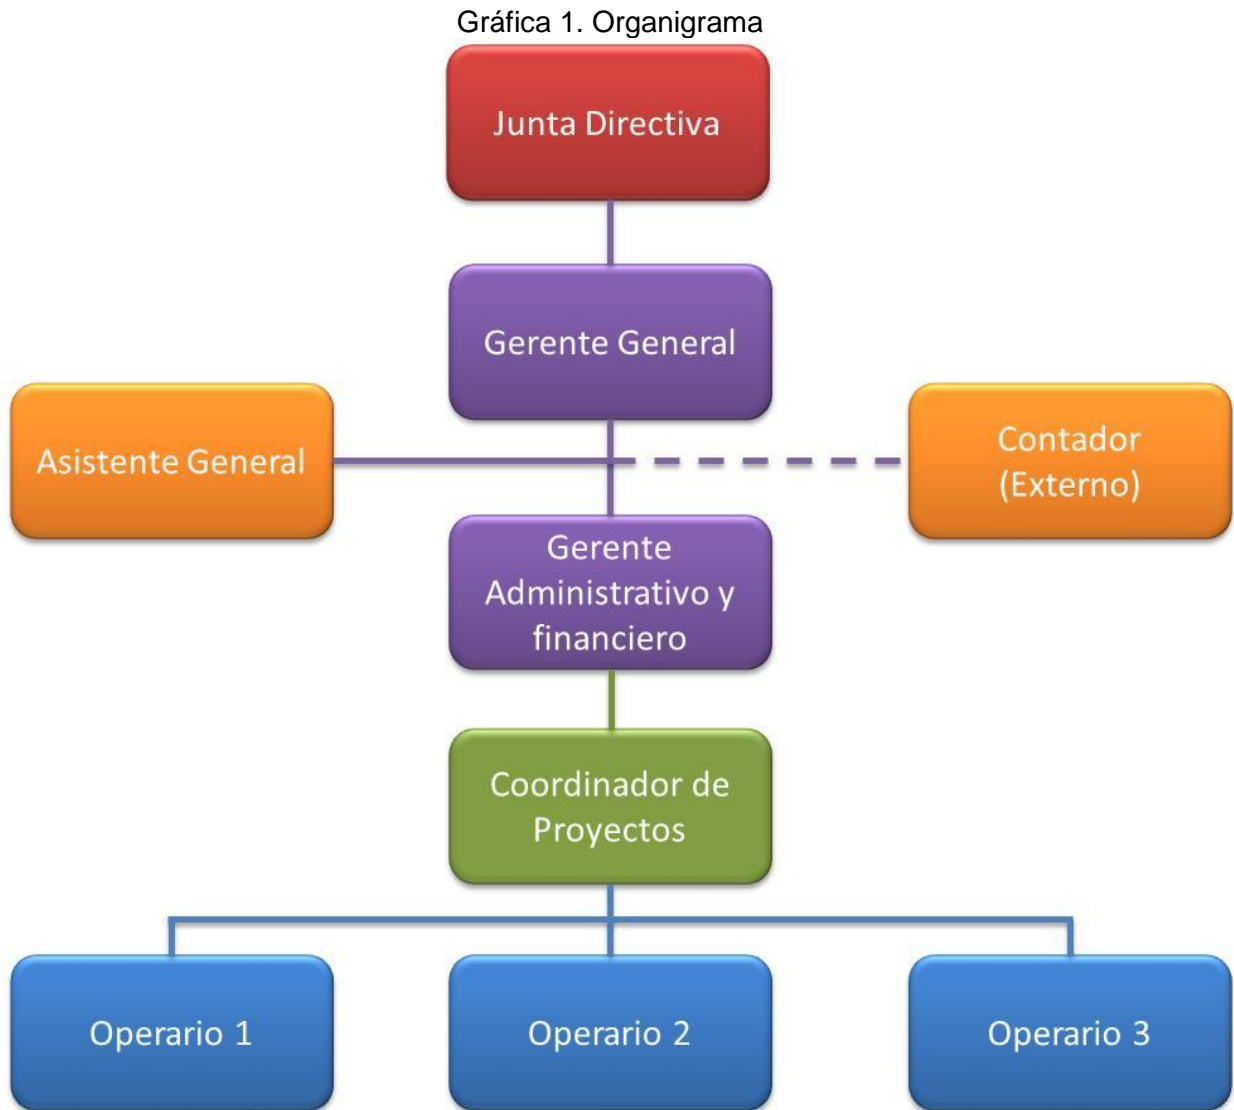 Gráfica 1. Organigrama
Junta Directiva
Gerente General
Asistente General
Contador
(Externo)
Gerente
Administrativo y
financiero
Coordinador de
Proyectos
Operario 1
Operario 2
Operario 3